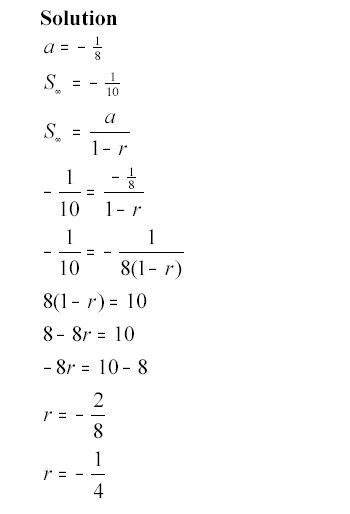 Solution
a = - 1/8
S∞ = - 1/10
S∞ = a/(1 - r)
- 1/10 = (- 1/8)/(1 - r)
- 1/10 = - 1/(8(1 - r))
8(1 - r) = 10
8 - 8r = 10
-8r = 10 - 8
r = - 2/8
r = - 1/4